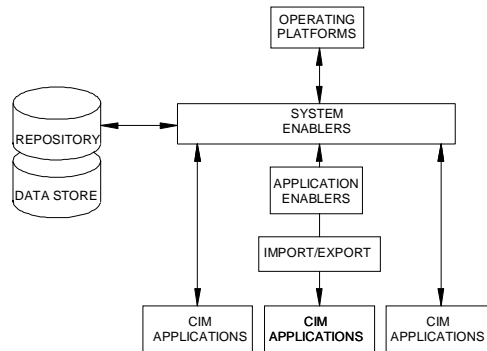 OPERATING
PLATFORMS
SYSTEM
ENABLERS
REPOSITORY
DATA STORE
APPLICATION
ENABLERS
IMPORT/EXPORT
CIM
APPLICATIONS
CIM
APPLICATIONS
CIM
APPLICATIONS